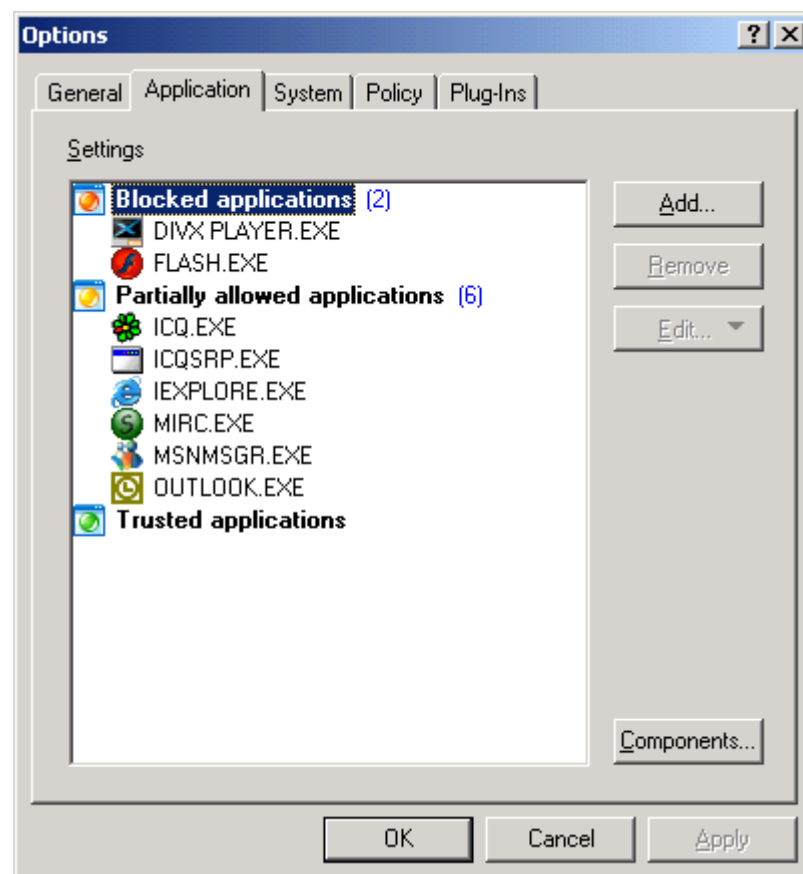 Options
General Application System Policy Plug-Ins
Settings
Blocked applications (2)
Add...
DIVX PLAYER.EXE
FLASH.EXE
Remove
Partially allowed applications (6)
ICQ.EXE
Edit...
ICQSRP.EXE
IEXPLORE.EXE
MIRC.EXE
MSNMSGR.EXE
OUTLOOK.EXE
Trusted applications
Components...
OK Cancel Apply